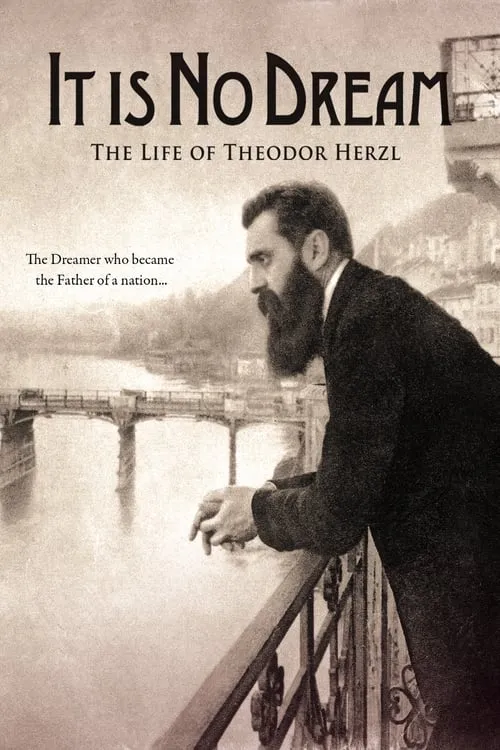 IT IS NO DREAM
THE LIFE OF THEODOR HERZL
The Dreamer who became
the Father of a nation...